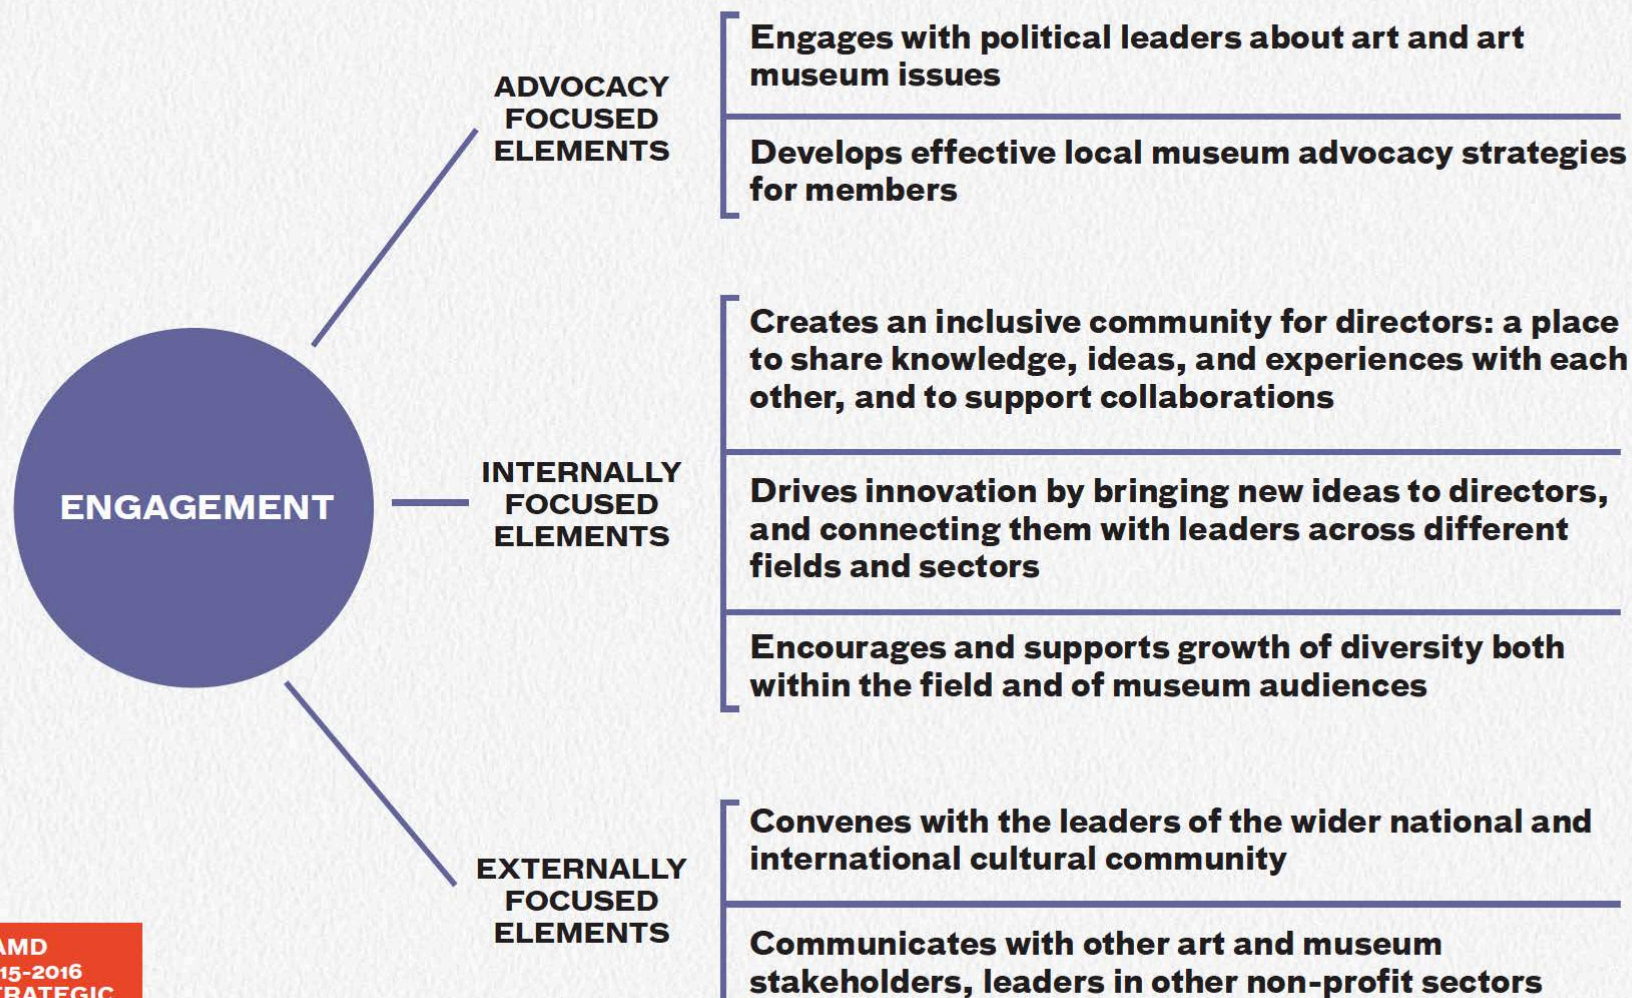 ADVOCACY
FOCUSED
ELEMENTS
Engages with political leaders about art and art
museum issues
Develops effective local museum advocacy strategies
for members
ENGAGEMENT
INTERNALLY
FOCUSED
ELEMENTS
Creates an inclusive community for directors: a place
to share knowledge, ideas, and experiences with each
other, and to support collaborations
Drives innovation by bringing new ideas to directors,
and connecting them with leaders across different
fields and sectors
Encourages and supports growth of diversity both
within the field and of museum audiences
EXTERNALLY
FOCUSED
ELEMENTS
Convenes with the leaders of the wider national and
international cultural community
Communicates with other art and museum
stakeholders, leaders in other non-profit sectors
AMD
15-2016